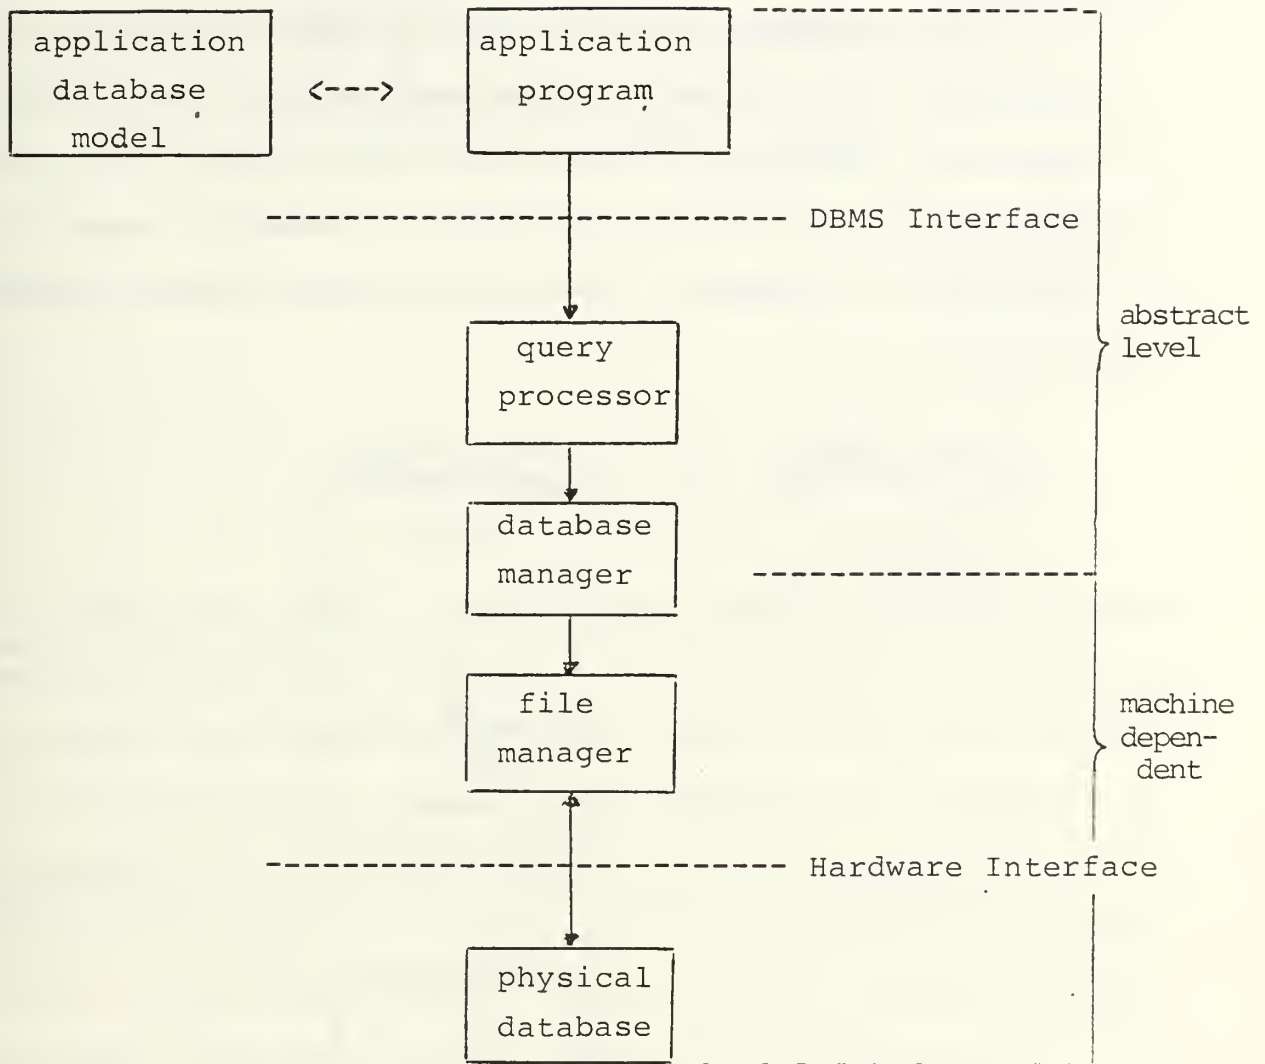 application
database
model
<--->
application
program
DBMS Interface
query
processor
abstract
level
database
manager
file
manager
machine
depen-
dent
Hardware Interface
physical
database